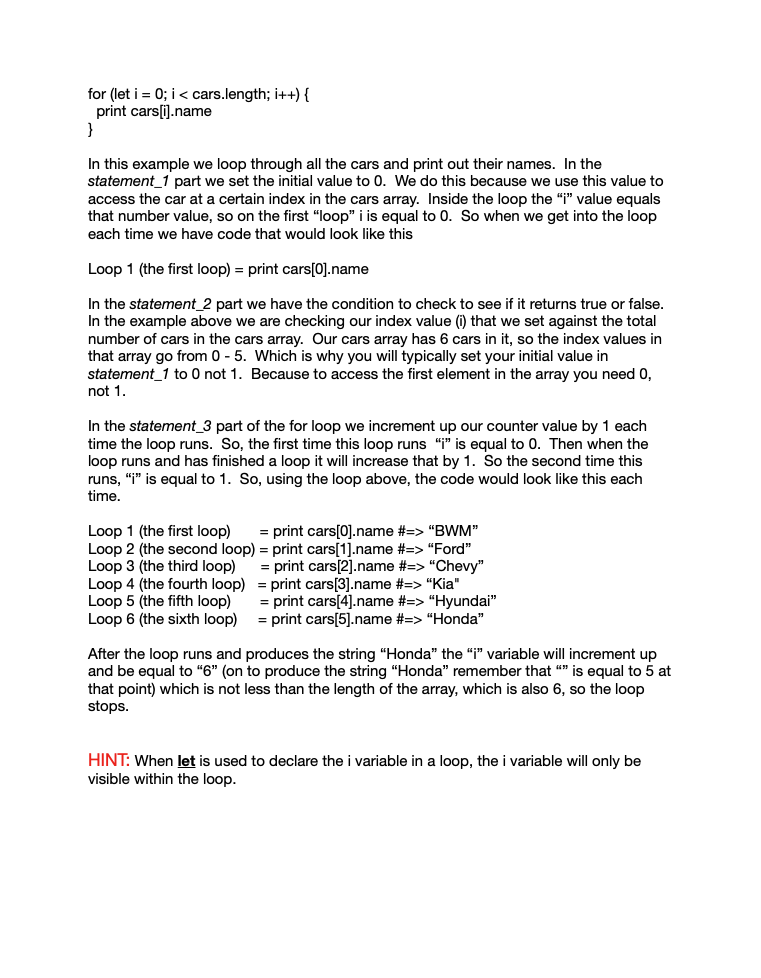 for (let i = 0; i < cars.length; i++) {
  print cars[i].name
}
In this example we loop through all the cars and print out their names.  In the
statement_1 part we set the initial value to 0.  We do this because we use this value to
access the car at a certain index in the cars array.  Inside the loop the “i” value equals
that number value, so on the first “loop” i is equal to 0.  So when we get into the loop
each time we have code that would look like this
Loop 1 (the first loop) = print cars[0].name
In the statement_2 part we have the condition to check to see if it returns true or false.
In the example above we are checking our index value (i) that we set against the total
number of cars in the cars array.  Our cars array has 6 cars in it, so the index values in
that array go from 0 - 5.  Which is why you will typically set your initial value in
statement_1 to 0 not 1.  Because to access the first element in the array you need 0,
not 1.
In the statement_3 part of the for loop we increment up our counter value by 1 each
time the loop runs.  So, the first time this loop runs  “i” is equal to 0.  Then when the
loop runs and has finished a loop it will increase that by 1.  So the second time this
runs, “i” is equal to 1.  So, using the loop above, the code would look like this each
time.
Loop 1 (the first loop)       = print cars[0].name #=> “BWM”
Loop 2 (the second loop) = print cars[1].name #=> “Ford”
Loop 3 (the third loop)      = print cars[2].name #=> “Chevy”
Loop 4 (the fourth loop)   = print cars[3].name #=> “Kia"
Loop 5 (the fifth loop)       = print cars[4].name #=> “Hyundai”
Loop 6 (the sixth loop)     = print cars[5].name #=> “Honda”
After the loop runs and produces the string “Honda” the “i” variable will increment up
and be equal to “6” (on to produce the string “Honda” remember that “” is equal to 5 at
that point) which is not less than the length of the array, which is also 6, so the loop
stops.
HINT: When let is used to declare the i variable in a loop, the i variable will only be
visible within the loop.